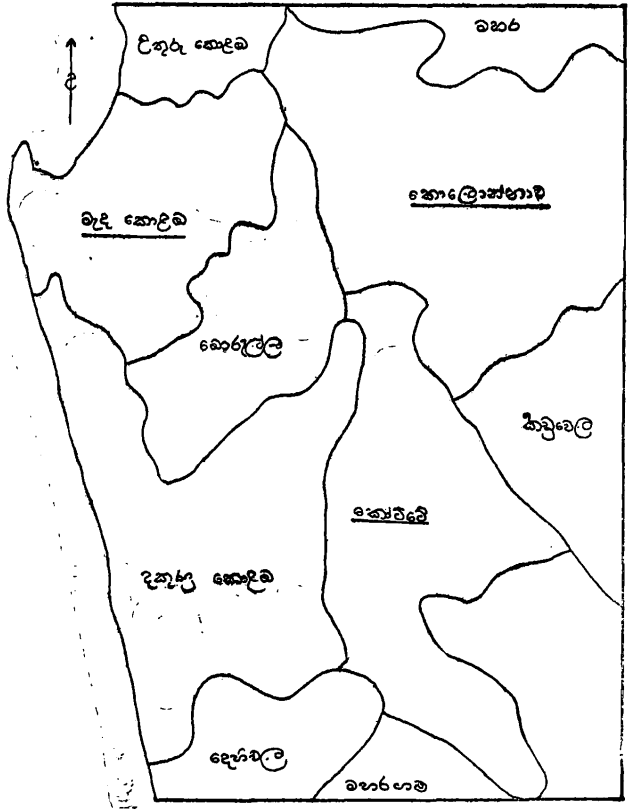 මහර
උතුරු කොළඹ
උ
කොලොන්නාව
මැද කොළඹ
බොරැල්ල
කඩුවෙල
කෝට්ටේ
දකුණු කොළඹ
දෙහිවල
මහරගම